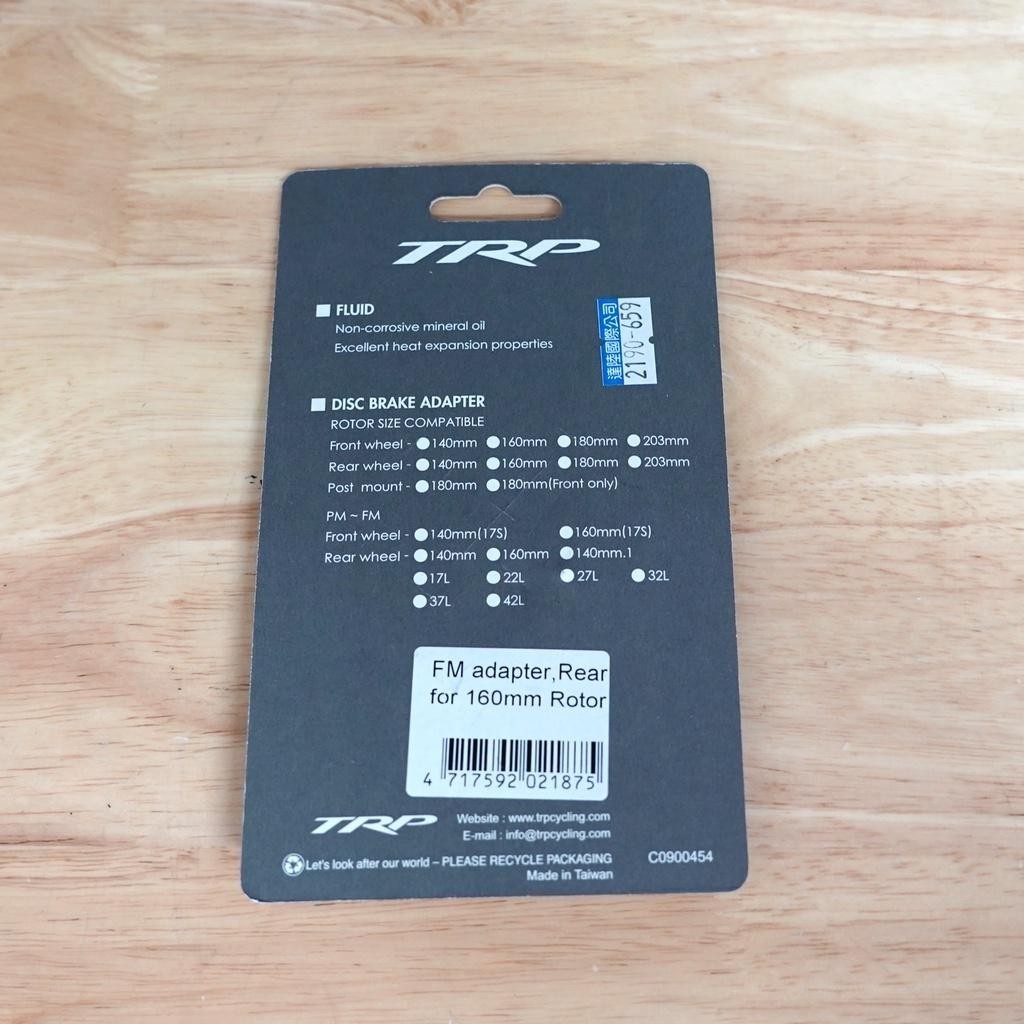 TRP
FLUID
Non-corrosive mineral oil
Excellent heat expansion properties
達陸國際公司
2190-659
DISC BRAKE ADAPTER
ROTOR SIZE COMPATIBLE
Front wheel - 140mm 160mm 180mm 203mm
Rear wheel - 140mm 160mm 180mm 203mm
Post mount - 180mm 180mm(Front only)
PM ~ FM
Front wheel - 140mm(17S) 160mm(17S)
Rear wheel - 140mm 160mm 140mm.1
17L 22L 27L 32L
37L 42L
FM adapter,Rear
for 160mm Rotor
4 717592 021875
TRP
Website : www.trpcycling.com
E-mail : info@trpcycling.com
Let's look after our world – PLEASE RECYCLE PACKAGING
C0900454
Made in Taiwan